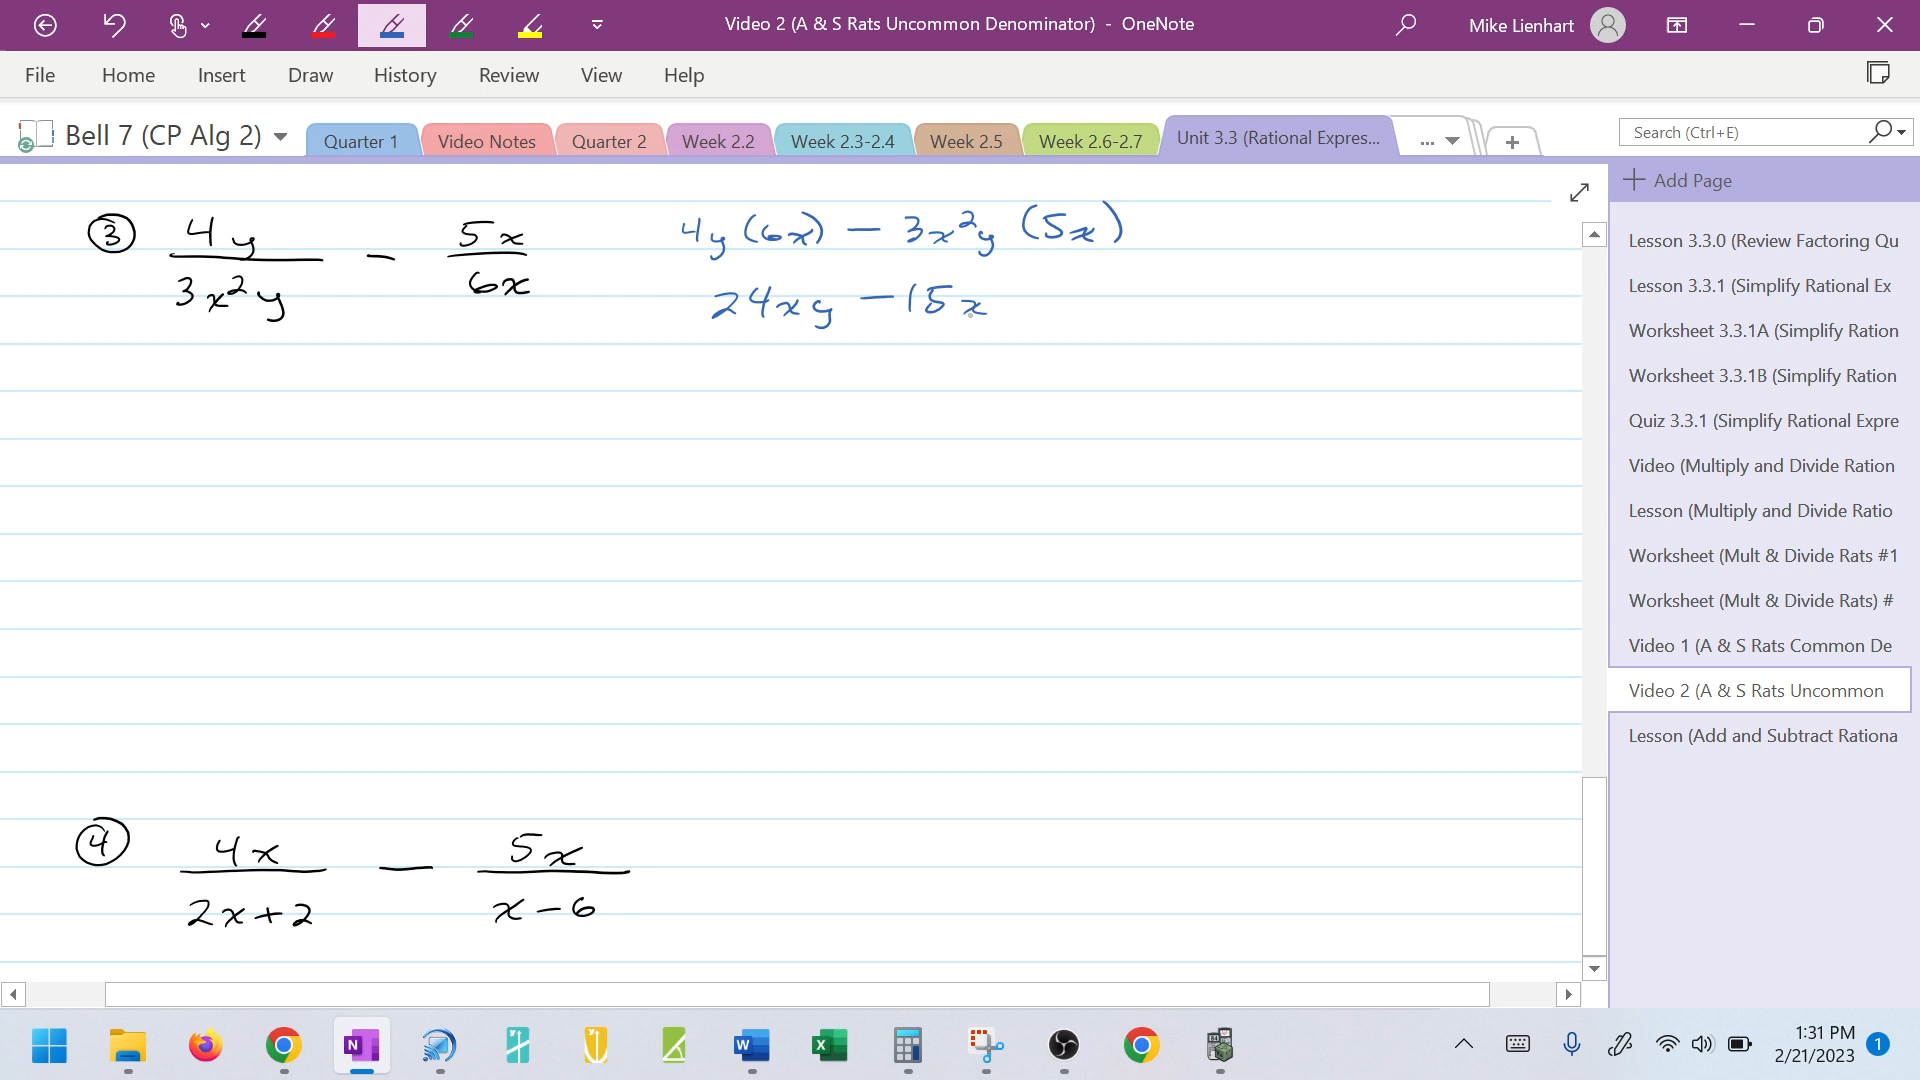 Video 2 (A & S Rats Uncommon Denominator) - OneNote
Mike Lienhart
File Home Insert Draw History Review View Help
Bell 7 (CP Alg 2) Quarter 1 Video Notes Quarter 2 Week 2.2 Week 2.3-2.4 Week 2.5 Week 2.6-2.7 Unit 3.3 (Rational Expres... ... +
Search (Ctrl+E)
Add Page
Lesson 3.3.0 (Review Factoring Qu
Lesson 3.3.1 (Simplify Rational Ex
Worksheet 3.3.1A (Simplify Ration
Worksheet 3.3.1B (Simplify Ration
Quiz 3.3.1 (Simplify Rational Expre
Video (Multiply and Divide Ration
Lesson (Multiply and Divide Ratio
Worksheet (Mult & Divide Rats #1
Worksheet (Mult & Divide Rats) #
Video 1 (A & S Rats Common De
Video 2 (A & S Rats Uncommon
Lesson (Add and Subtract Rationa
③ 4y/3x²y - 5x/6x
4y(6x) - 3x²y(5x)
24xy - 15x
④ 4x/2x+2 - 5x/x-6
1:31 PM
2/21/2023
1